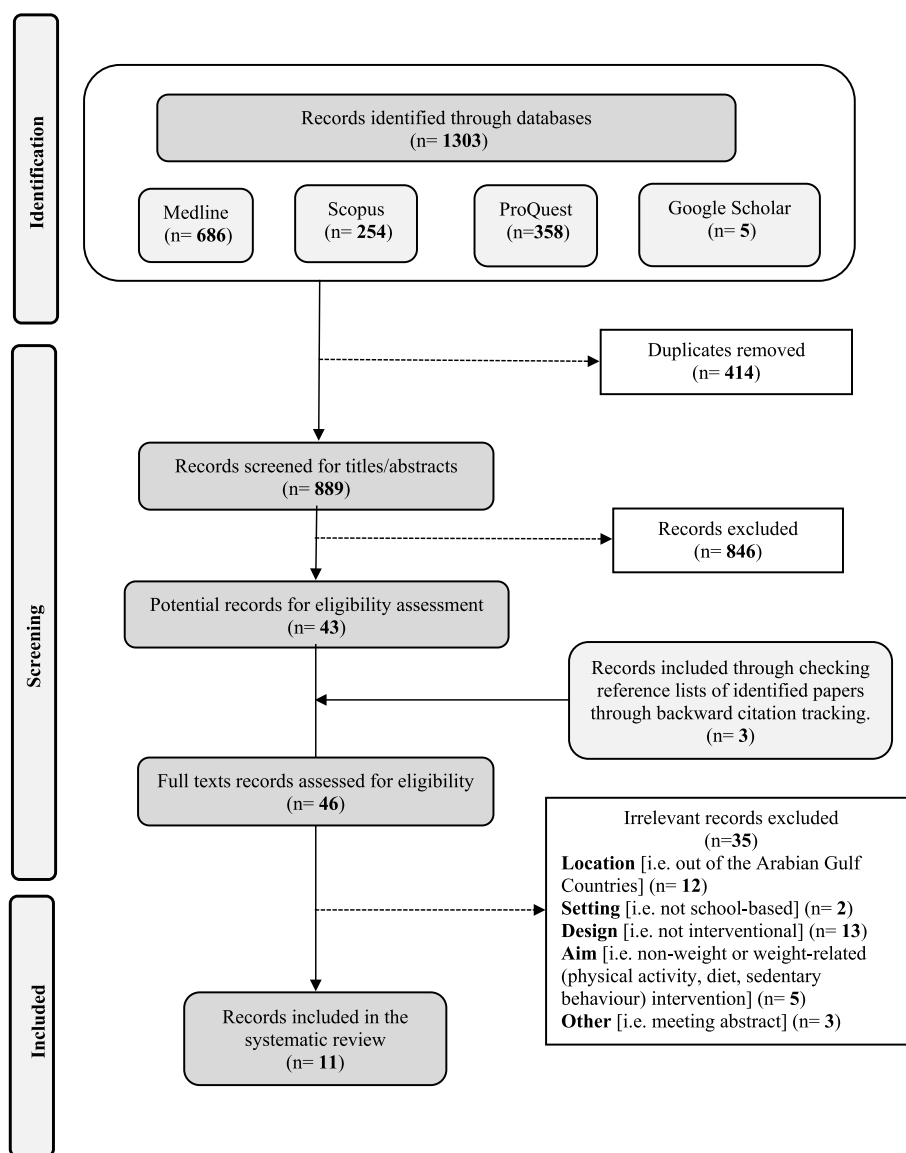 Identification
Records identified through databases
(n= 1303)
Medline
(n= 686)
Scopus
(n= 254)
ProQuest
(n=358)
Google Scholar
(n= 5)
Duplicates removed
(n= 414)
Screening
Records screened for titles/abstracts
(n= 889)
Records excluded
(n= 846)
Potential records for eligibility assessment
(n= 43)
Records included through checking
reference lists of identified papers
through backward citation tracking.
(n= 3)
Full texts records assessed for eligibility
(n= 46)
Irrelevant records excluded
(n=35)
Location [i.e. out of the Arabian Gulf
Countries] (n= 12)
Setting [i.e. not school-based] (n= 2)
Design [i.e. not interventional] (n= 13)
Aim [i.e. non-weight or weight-related
(physical activity, diet, sedentary
behaviour) intervention] (n= 5)
Other [i.e. meeting abstract] (n= 3)
Included
Records included in the
systematic review
(n= 11)